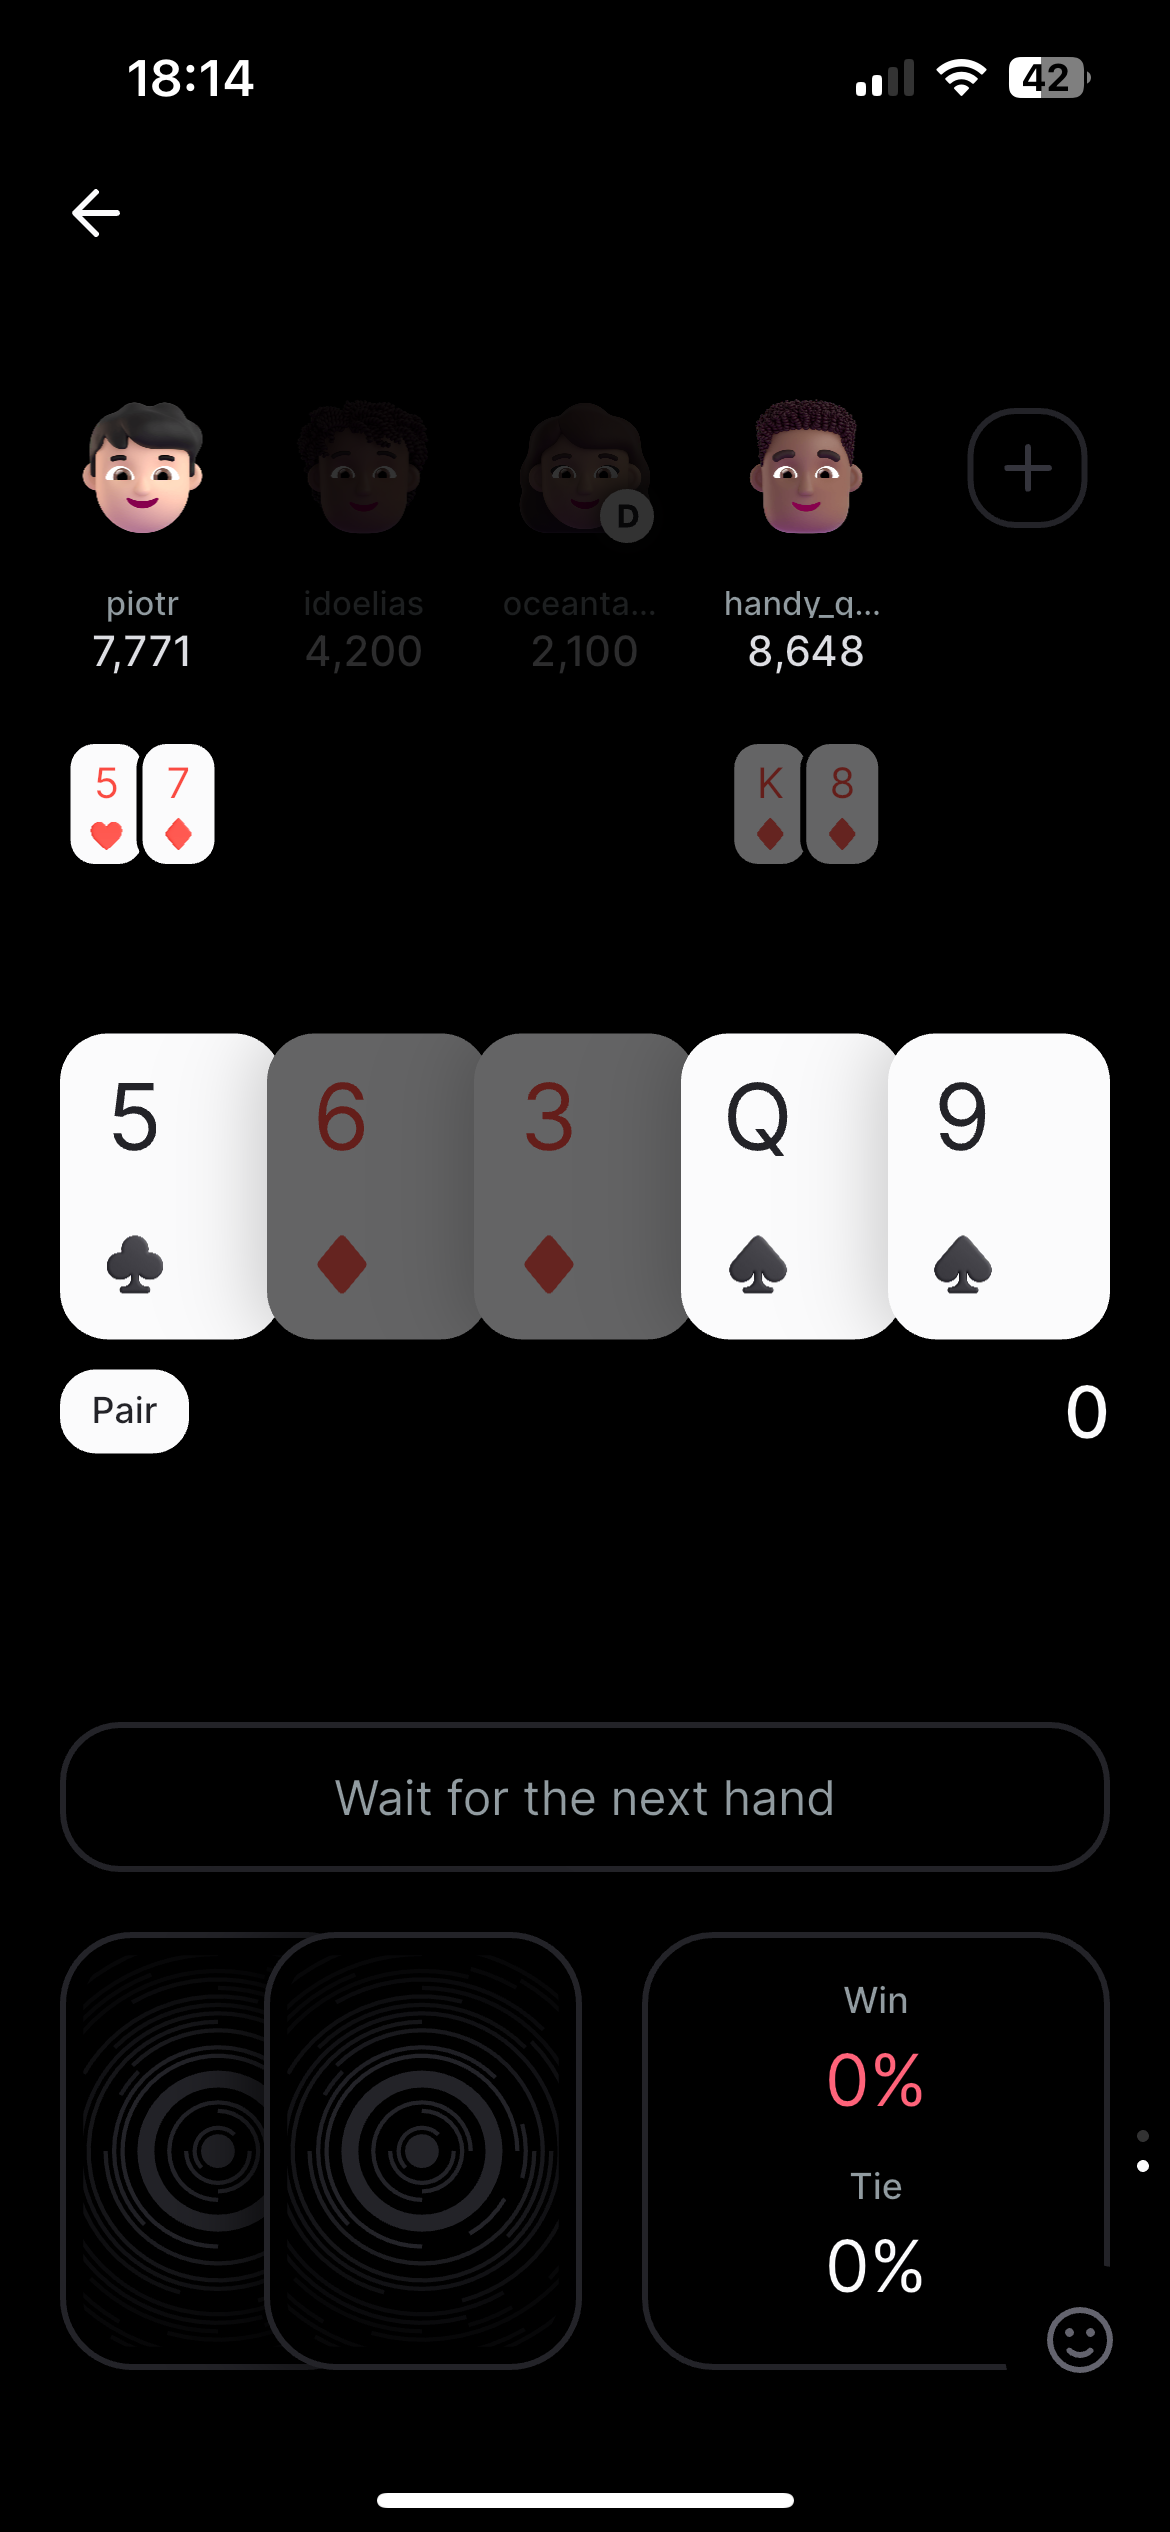 18:14
42
D
piotr
idoelias
oceanta...
handy_q...
7,771
4,200
2,100
8,648
5 7
K 8
5 6 3 Q 9
Pair
0
Wait for the next hand
Win
0%
Tie
0%